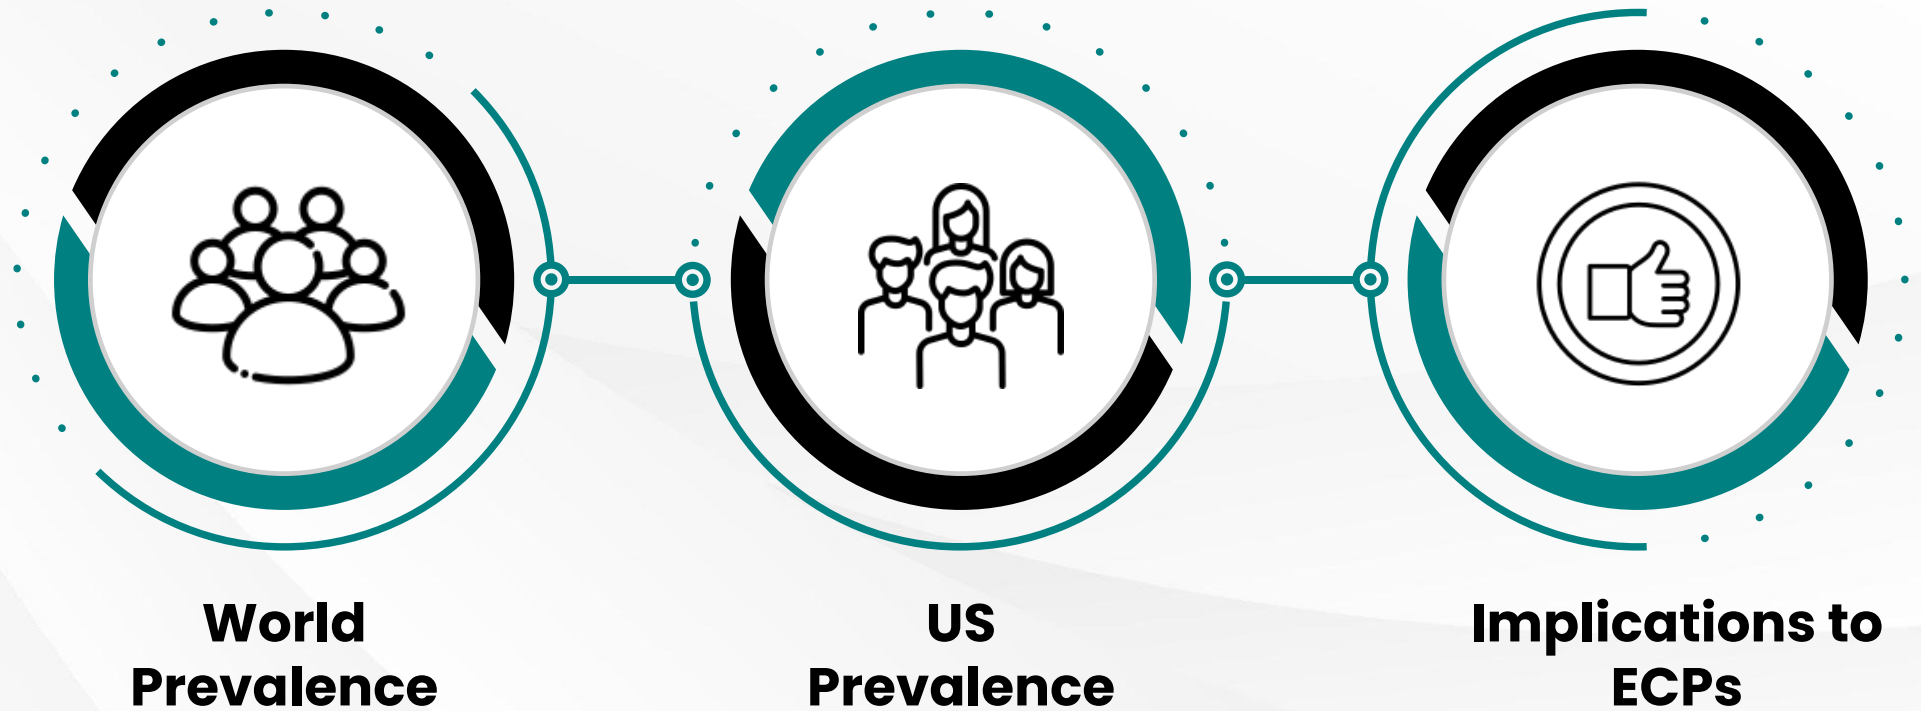 World
Prevalence
US
Prevalence
Implications to
ECPs